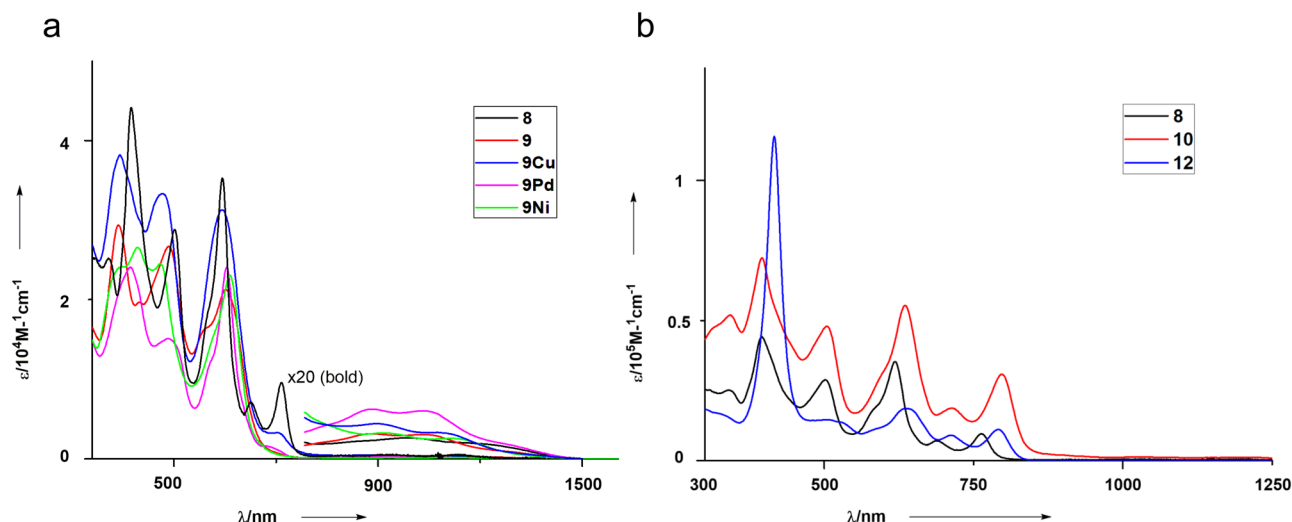 a
4
2
0
ε/10⁴M-¹cm⁻¹
8
9
9Cu
9Pd
9Ni
x20 (bold)
500
900
1500
λ/nm
b
1
0.5
0
ε/10⁵M-¹cm⁻¹
8
10
12
300
500
750
1000
1250
λ/nm